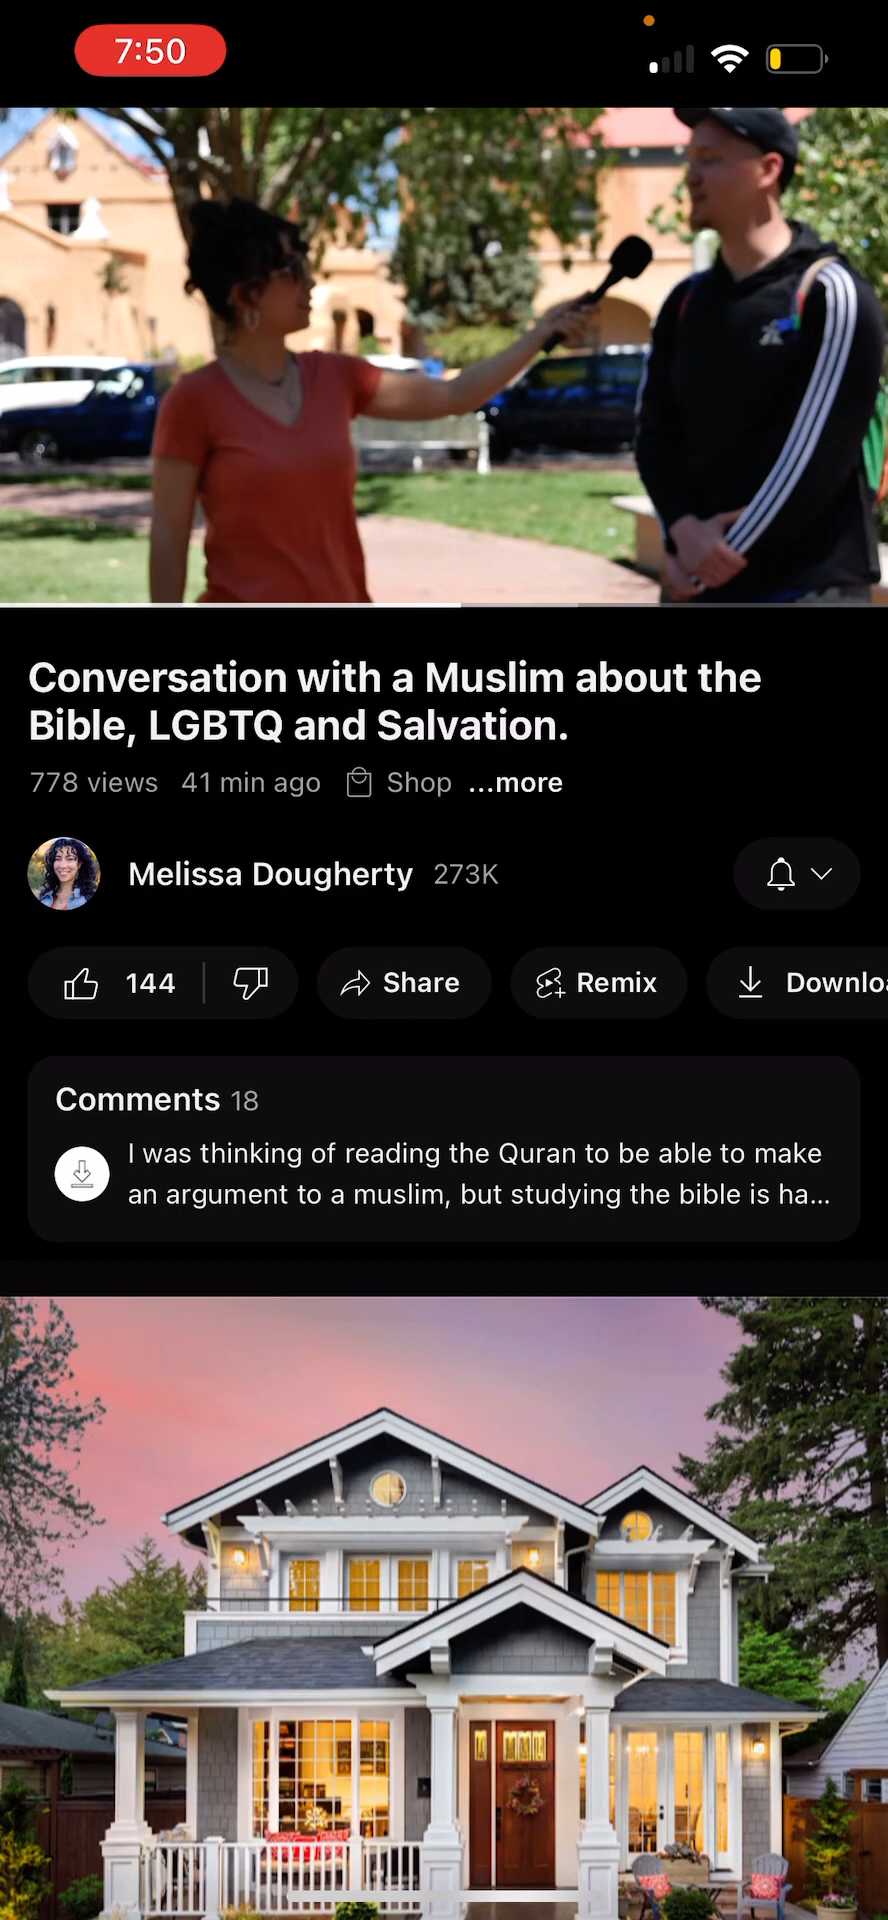 7:50
Conversation with a Muslim about the
Bible, LGBTQ and Salvation.
778 views 41 min ago Shop ...more
Melissa Dougherty 273K
144 Share Remix
Comments 18
I was thinking of reading the Quran to be able to make
an argument to a muslim, but studying the bible is ha...